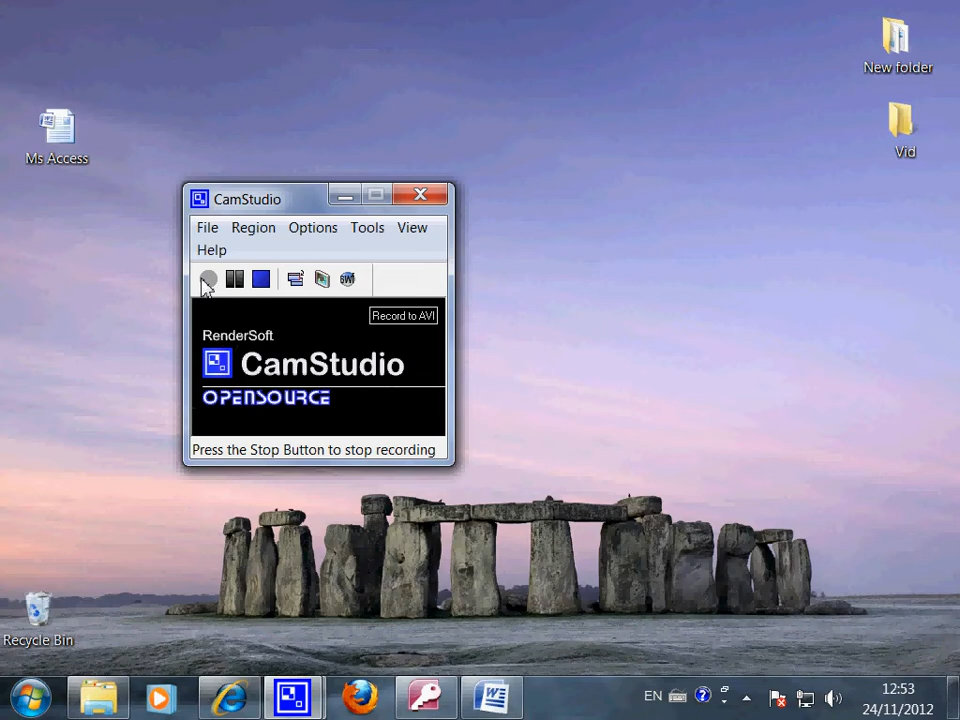 New folder
Vid
Ms Access
CamStudio
File Region Options Tools View
Help
Record to AVI
RenderSoft
CamStudio
OPENSOURCE
Press the Stop Button to stop recording
Recycle Bin
EN
12:53
24/11/2012